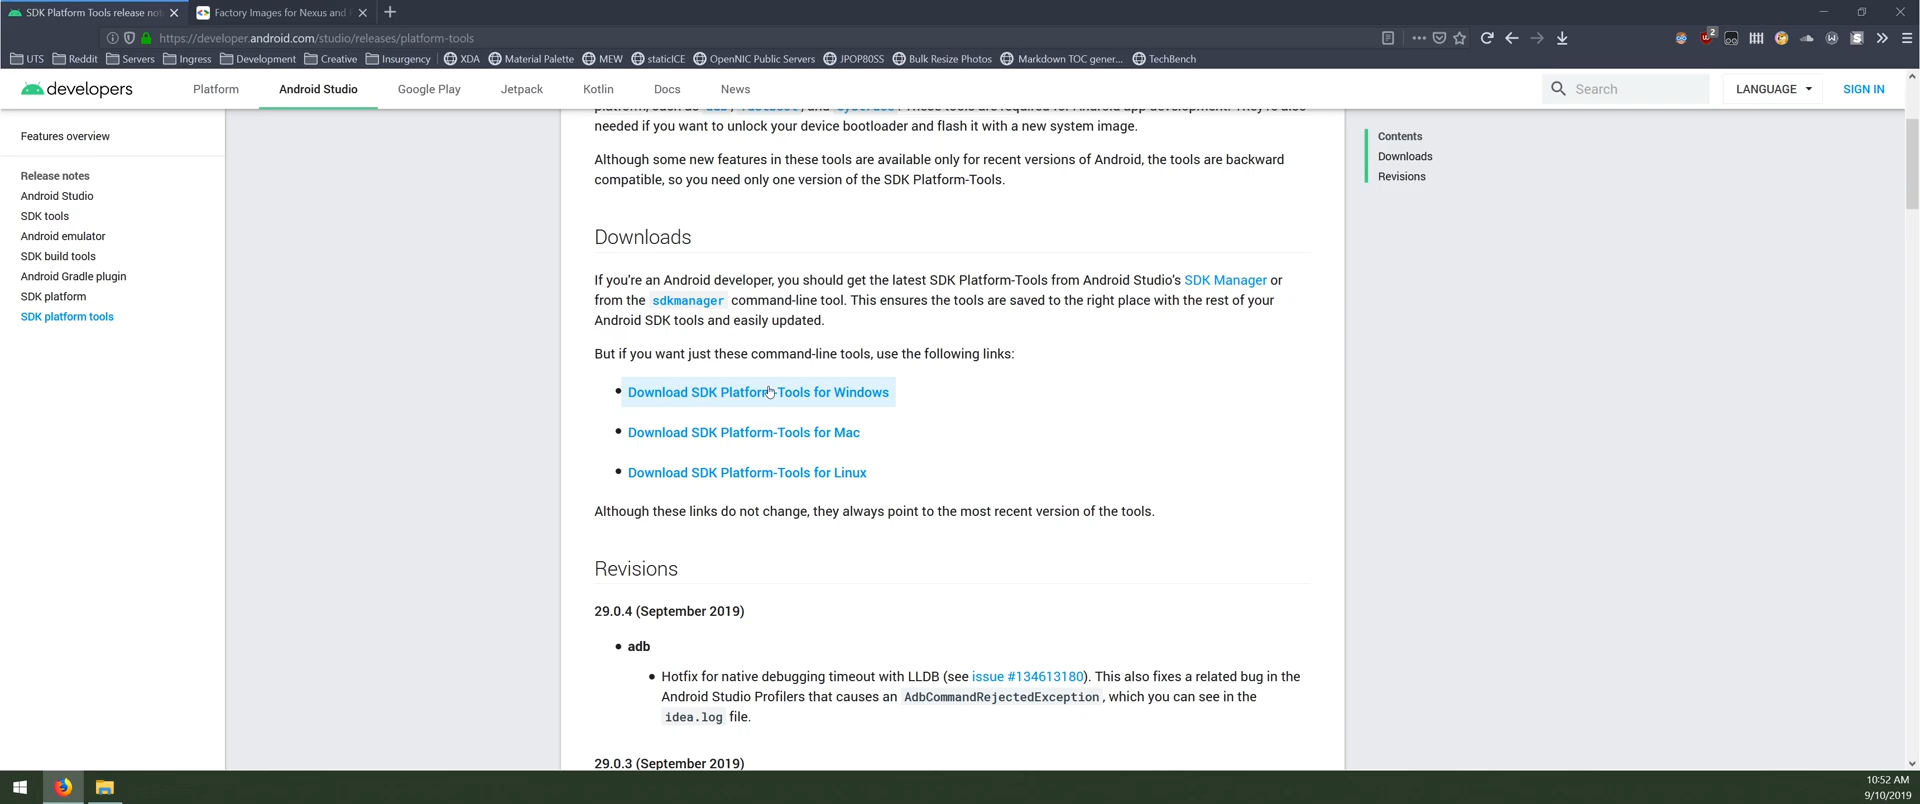 SDK Platform Tools release not
Factory Images for Nexus and
https://developer.android.com/studio/releases/platform-tools
2
UTS
Reddit
Servers
Ingress
Development
Creative
Insurgency
XDA
Material Palette
MEW
staticICE
OpenNIC Public Servers
JPOP80SS
Bulk Resize Photos
Markdown TOC gener...
TechBench
developers
Platform
Android Studio
Google Play
Jetpack
Kotlin
Docs
News
Search
LANGUAGE
SIGN IN
Features overview
Release notes
Android Studio
SDK tools
Android emulator
SDK build tools
Android Gradle plugin
SDK platform
SDK platform tools
needed if you want to unlock your device bootloader and flash it with a new system image.
Although some new features in these tools are available only for recent versions of Android, the tools are backward
compatible, so you need only one version of the SDK Platform-Tools.
Downloads
If you're an Android developer, you should get the latest SDK Platform-Tools from Android Studio's SDK Manager or
from the sdkmanager command-line tool. This ensures the tools are saved to the right place with the rest of your
Android SDK tools and easily updated.
But if you want just these command-line tools, use the following links:
Download SDK Platform-Tools for Windows
Download SDK Platform-Tools for Mac
Download SDK Platform-Tools for Linux
Although these links do not change, they always point to the most recent version of the tools.
Revisions
29.0.4 (September 2019)
adb
Hotfix for native debugging timeout with LLDB (see issue #134613180). This also fixes a related bug in the
Android Studio Profilers that causes an AdbCommandRejectedException, which you can see in the
idea.log file.
29.0.3 (September 2019)
Contents
Downloads
Revisions
10:52 AM
9/10/2019